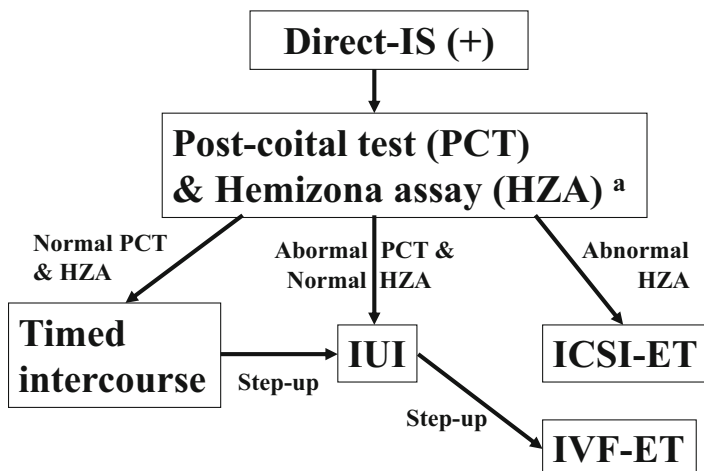 Direct-IS (+)
Post-coital test (PCT)
& Hemizona assay (HZA) a
Normal PCT
& HZA
Abormal PCT &
Normal HZA
Abnormal
HZA
Timed
intercourse
Step-up
IUI
ICSI-ET
Step-up
IVF-ET